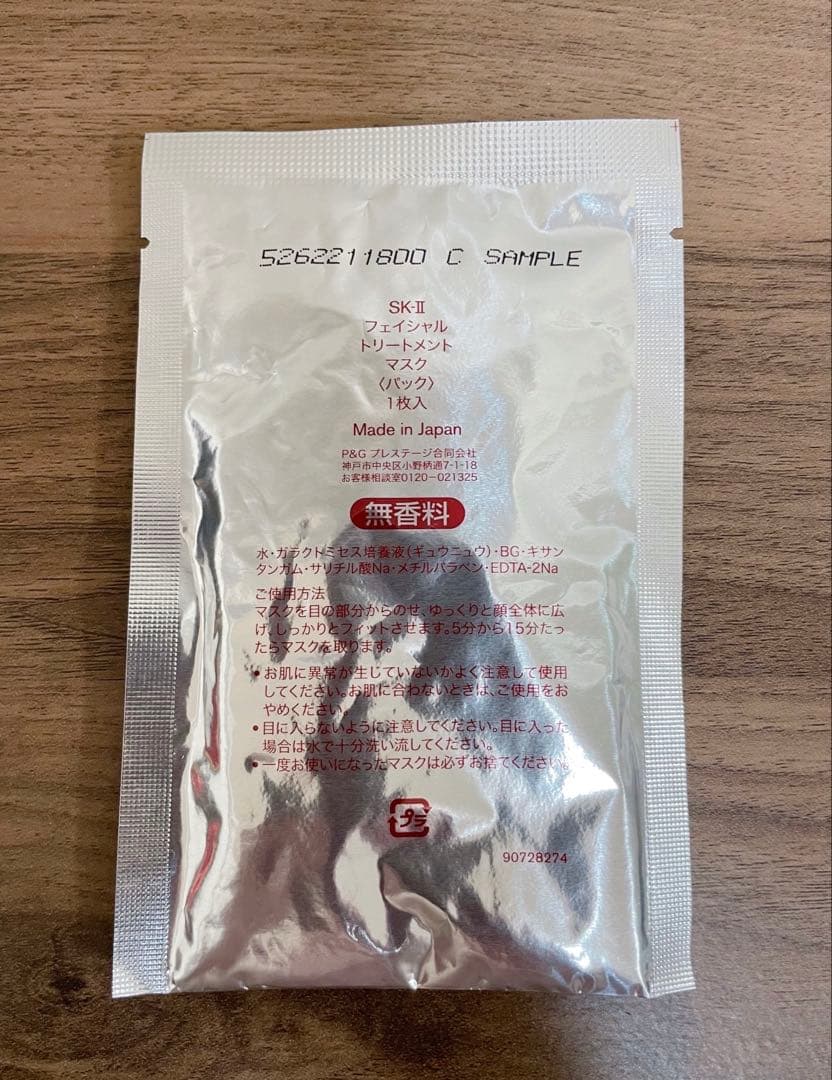 5262211800 C SAMPLE
SK-II
フェイシャル
トリートメント
マスク
〈パック〉
1枚入
Made in Japan
P&G プレステージ合同会社
神戸市中央区小野柄通7-1-18
お客様相談室0120-021325
無香料
水・ガラクトミセス培養液(ギュウニュウ)・BG・キサン
タンガム・サリチル酸Na・メチルパラベン・EDTA-2Na
ご使用方法
マスクを目の部分からのせ、ゆっくりと顔全体に広
げ、しっかりとフィットさせます。5分から15分たっ
たらマスクを取ります。
•お肌に異常が生じていないかよく注意して使用
してください。お肌に合わないときは、ご使用をお
やめください。
•目に入らないように注意してください。目に入った
場合は水で十分洗い流してください。
•一度お使いになったマスクは必ずお捨てください。
プラ
90728274